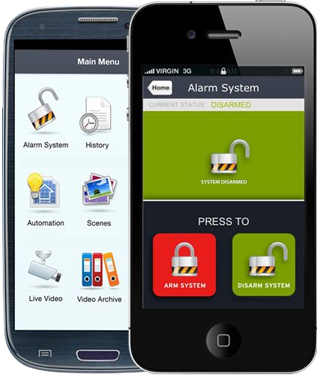 Main Menu
Alarm System
History
Automation
Scenes
Live Video
Video Archive
VIRGIN 3G
Home
Alarm System
CURRENT STATUS: DISARMED
SYSTEM DISARMED
PRESS TO
ARM SYSTEM
DISARM SYSTEM